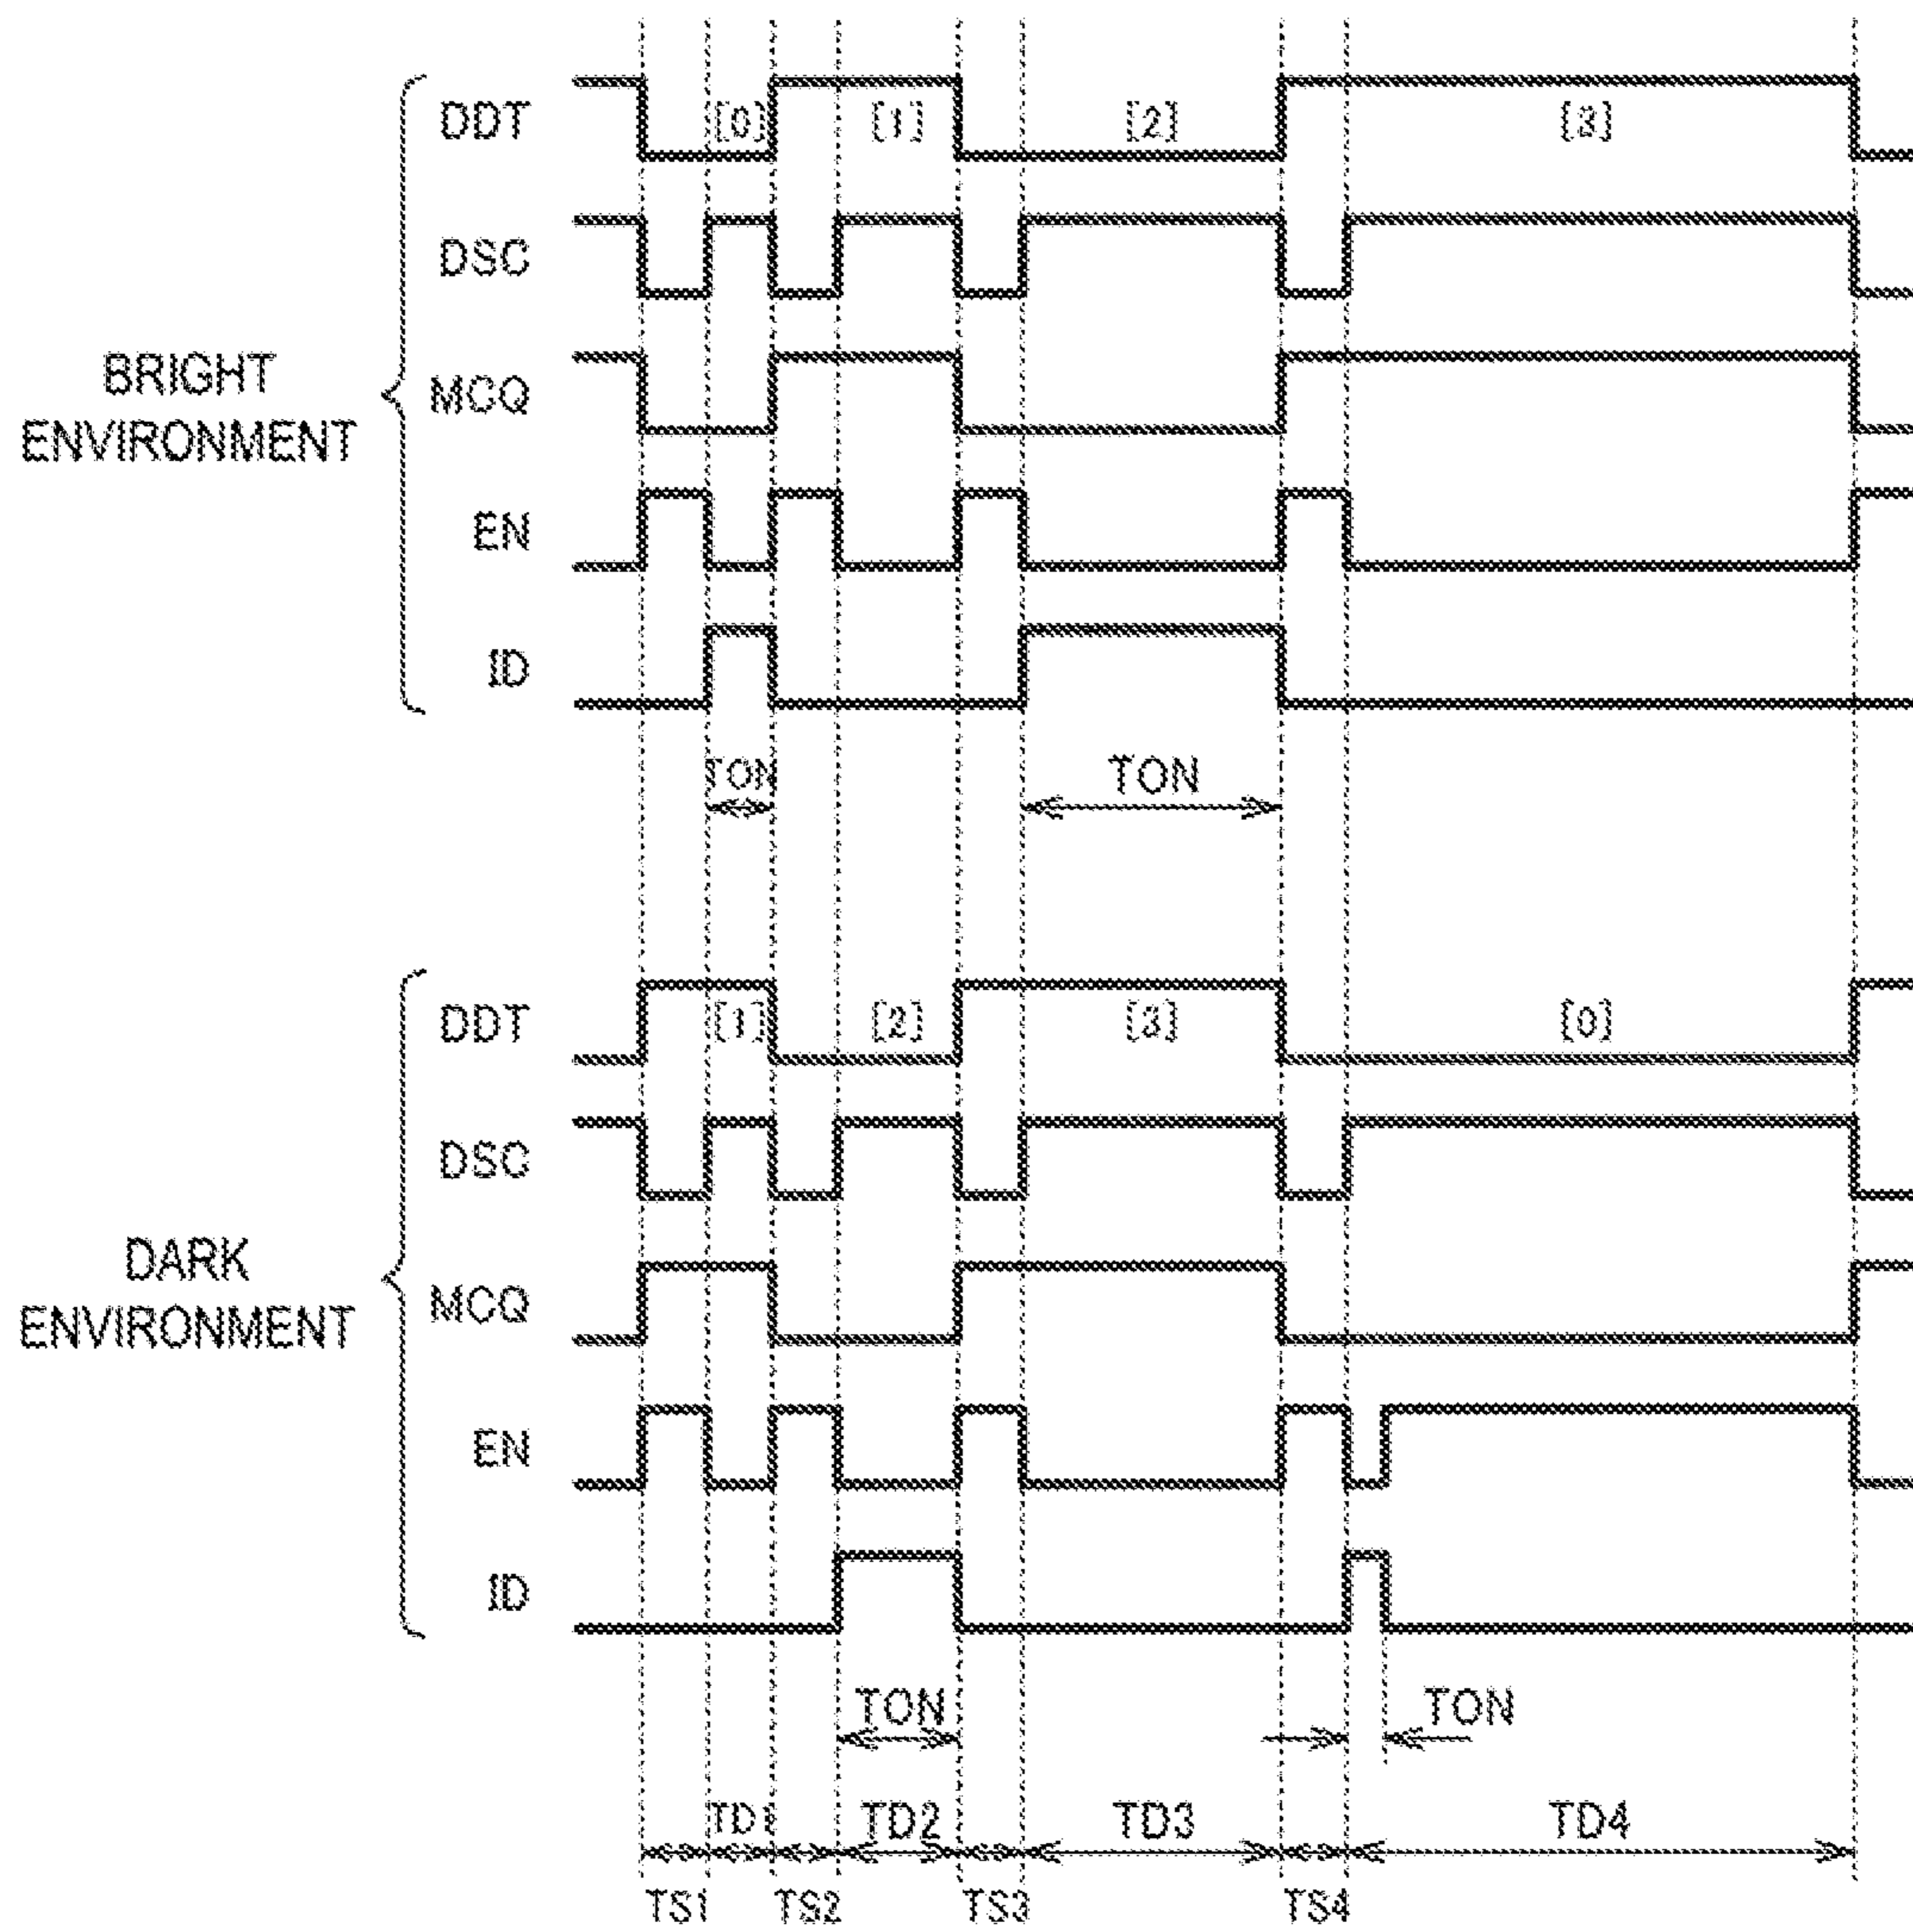 DDT [0] [1] [2] [3]
DSC
BRIGHT
ENVIRONMENT
MCQ
EN
ID
TON TON
DDT [1] [2] [3] [0]
DSC
DARK
ENVIRONMENT
MCQ
EN
ID
TON TON
TD1 TD2 TD3 TD4
TS1 TS2 TS3 TS4